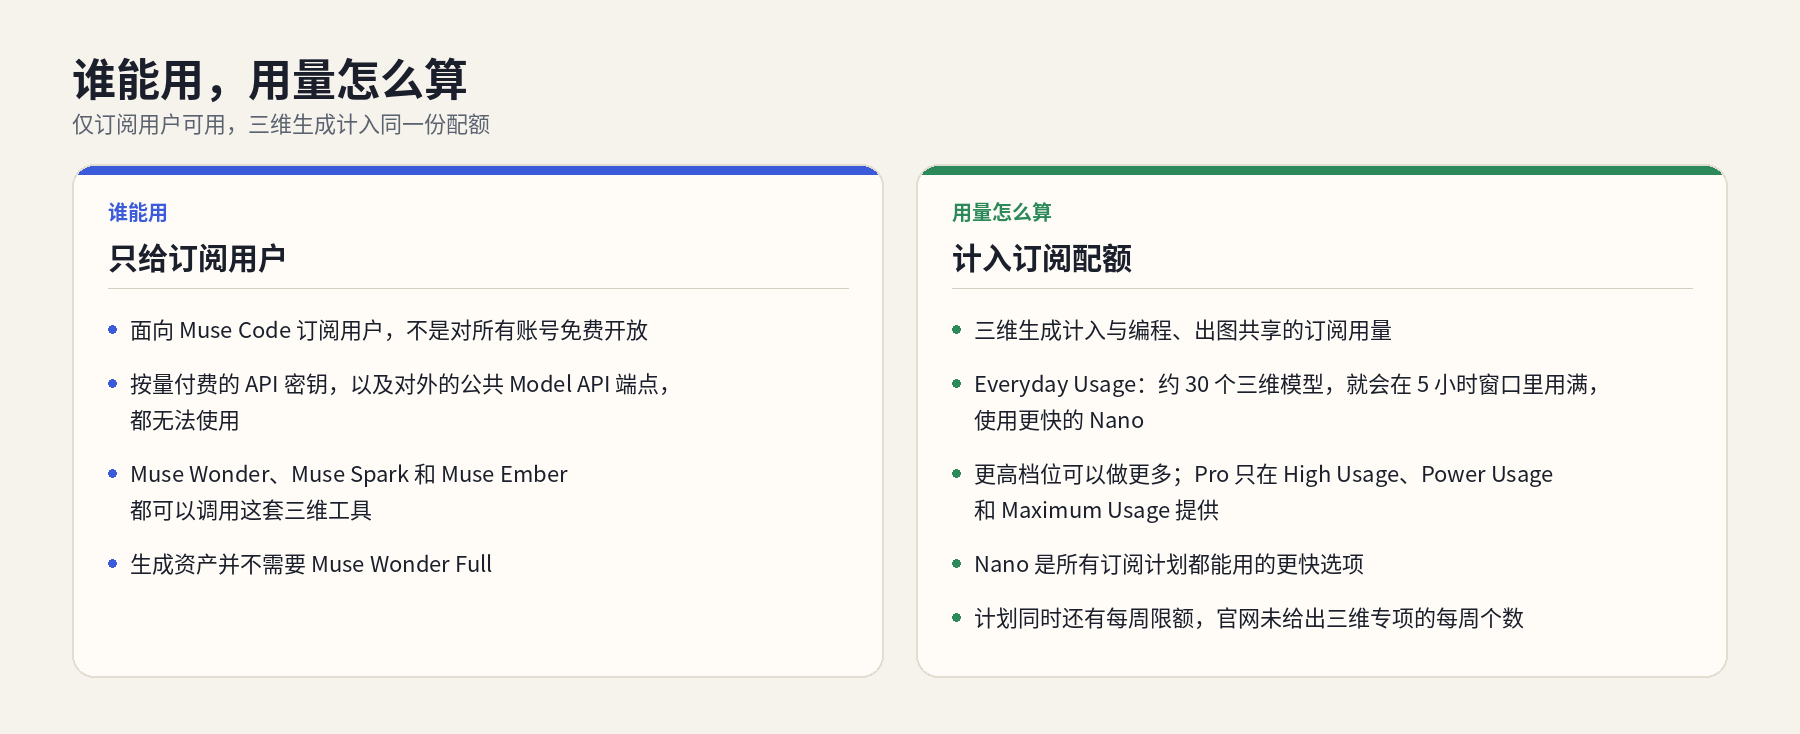 谁能用，用量怎么算
仅订阅用户可用，三维生成计入同一份配额
谁能用
只给订阅用户
面向 Muse Code 订阅用户，不是对所有账号免费开放
按量付费的 API 密钥，以及对外的公共 Model API 端点，
都无法使用
Muse Wonder、Muse Spark 和 Muse Ember
都可以调用这套三维工具
生成资产并不需要 Muse Wonder Full
用量怎么算
计入订阅配额
三维生成计入与编程、出图共享的订阅用量
Everyday Usage：约 30 个三维模型，就会在 5 小时窗口里用满，
使用更快的 Nano
更高档位可以做更多；Pro 只在 High Usage、Power Usage
和 Maximum Usage 提供
Nano 是所有订阅计划都能用的更快选项
计划同时还有每周限额，官网未给出三维专项的每周个数